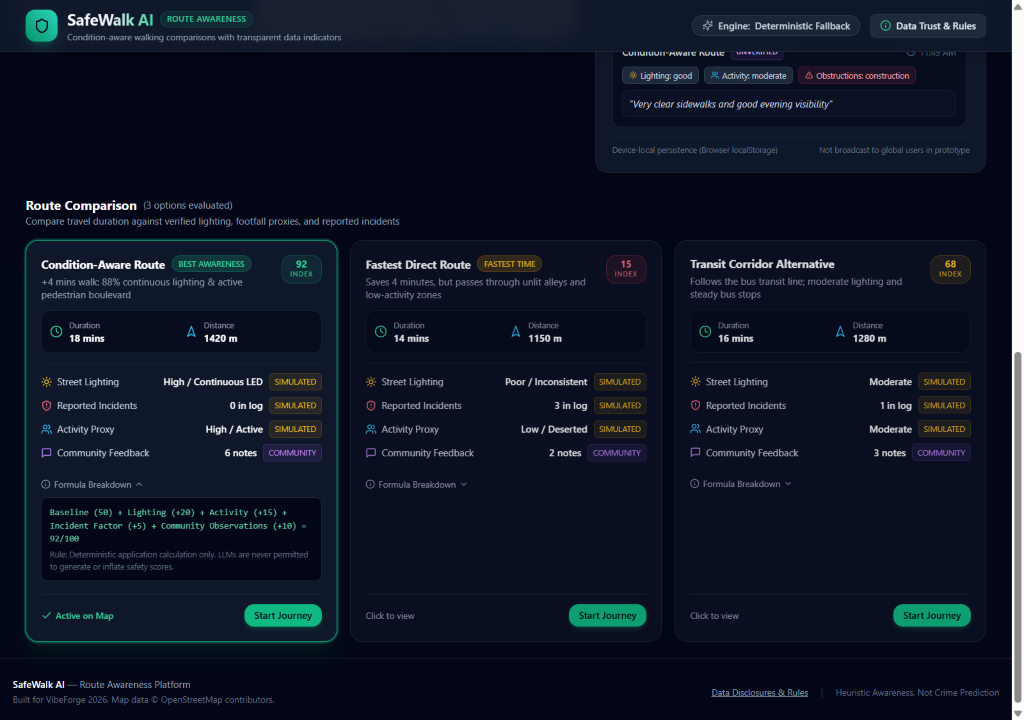 SafeWalk AI ROUTE AWARENESS
Condition-aware walking comparisons with transparent data indicators
Engine: Deterministic Fallback
Data Trust & Rules
Condition-Aware Route UNVERIFIED 11:49 AM
Lighting: good Activity: moderate Obstructions: construction
"Very clear sidewalks and good evening visibility"
Device-local persistence (Browser localStorage) Not broadcast to global users in prototype
Route Comparison (3 options evaluated)
Compare travel duration against verified lighting, footfall proxies, and reported incidents
Condition-Aware Route BEST AWARENESS
92
INDEX
+4 mins walk: 88% continuous lighting & active
pedestrian boulevard
Duration
18 mins
Distance
1420 m
Street Lighting High / Continuous LED SIMULATED
Reported Incidents 0 in log SIMULATED
Activity Proxy High / Active SIMULATED
Community Feedback 6 notes COMMUNITY
Formula Breakdown
Baseline (50) + Lighting (+20) + Activity (+15) +
Incident Factor (+5) + Community Observations (+10) =
92/100
Rule: Deterministic application calculation only. LLMs are never permitted
to generate or inflate safety scores.
Active on Map
Start Journey
Fastest Direct Route FASTEST TIME
15
INDEX
Saves 4 minutes, but passes through unlit alleys and
low-activity zones
Duration
14 mins
Distance
1150 m
Street Lighting Poor / Inconsistent SIMULATED
Reported Incidents 3 in log SIMULATED
Activity Proxy Low / Deserted SIMULATED
Community Feedback 2 notes COMMUNITY
Formula Breakdown
Click to view
Start Journey
Transit Corridor Alternative
68
INDEX
Follows the bus transit line; moderate lighting and
steady bus stops
Duration
16 mins
Distance
1280 m
Street Lighting Moderate SIMULATED
Reported Incidents 1 in log SIMULATED
Activity Proxy Moderate SIMULATED
Community Feedback 3 notes COMMUNITY
Formula Breakdown
Click to view
Start Journey
SafeWalk AI — Route Awareness Platform
Built for VibeForge 2026. Map data © OpenStreetMap contributors.
Data Disclosures & Rules | Heuristic Awareness. Not Crime Prediction